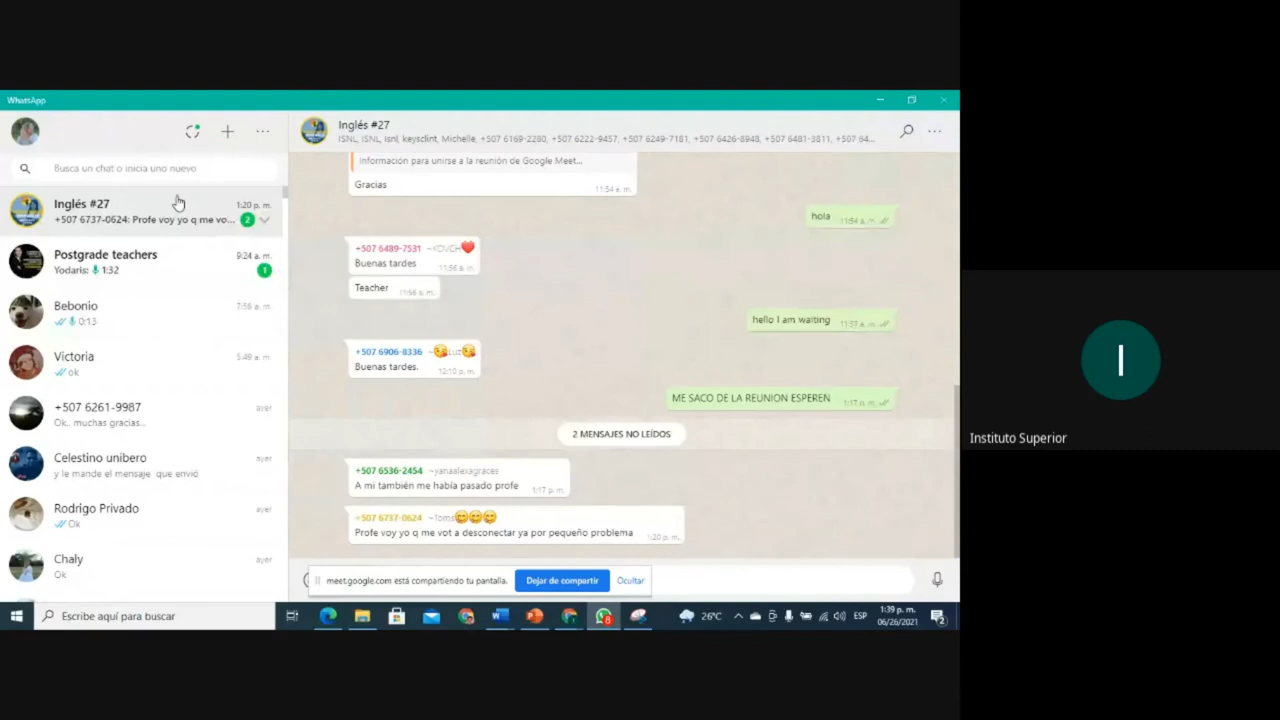 WhatsApp
Busca un chat o inicia uno nuevo
Inglés #27
1:20 p. m.
+507 6737-0624: Profe voy yo q me vo...
2
Postgrade teachers
9:24 a. m.
Yodaris: 1:32
1
Bebonio
7:56 a. m.
0:13
Victoria
5:49 a. m.
ok
+507 6261-9987
ayer
Ok.. muchas gracias...
Celestino unibero
ayer
y le mande el mensaje que envió
Rodrigo Privado
ayer
Ok
Chaly
ayer
Ok
Inglés #27
ISNL, ISNL, isnl, keysclint, Michelle, +507 6169-2280, +507 6222-9457, +507 6249-7181, +507 6426-8948, +507 6481-3811, +507 64...
Información para unirse a la reunión de Google Meet...
Gracias
11:54 a. m.
hola
11:54 a. m.
+507 6489-7531
Buenas tardes
11:56 a. m.
Teacher
11:56 a. m.
hello I am waiting
11:57 a. m.
+507 6906-8336 ~😘Luz😘
Buenas tardes.
12:10 p. m.
ME SACO DE LA REUNION ESPEREN
1:17 p. m.
2 MENSAJES NO LEÍDOS
+507 6536-2454 ~yanaalexagraces
A mi también me había pasado profe
1:17 p. m.
+507 6737-0624 ~Toms😊😊😊
Profe voy yo q me vot a desconectar ya por pequeño problema
1:20 p. m.
meet.google.com está compartiendo tu pantalla.
Dejar de compartir
Ocultar
Escribe aquí para buscar
8
26°C
ESP
1:39 p. m.
06/26/2021
2
I
Instituto Superior